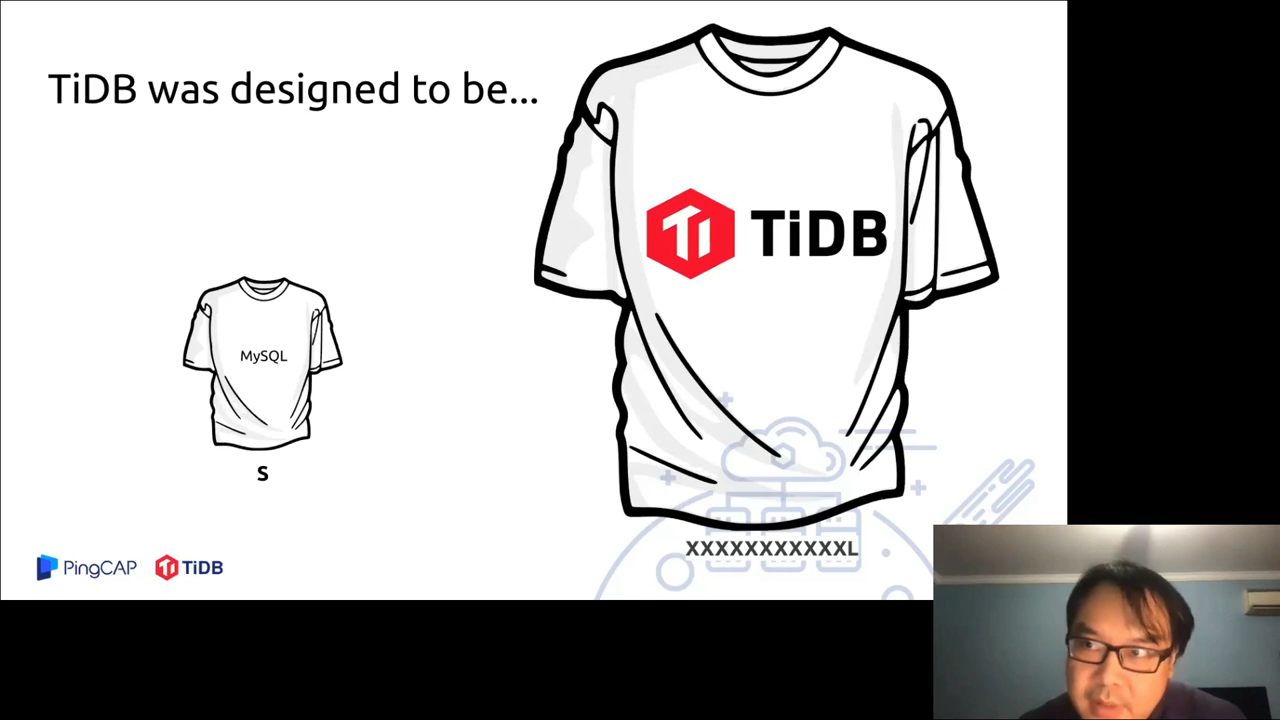 TiDB was designed to be...
TiDB
MySQL
S
XXXXXXXXXXXL
PingCAP
TiDB